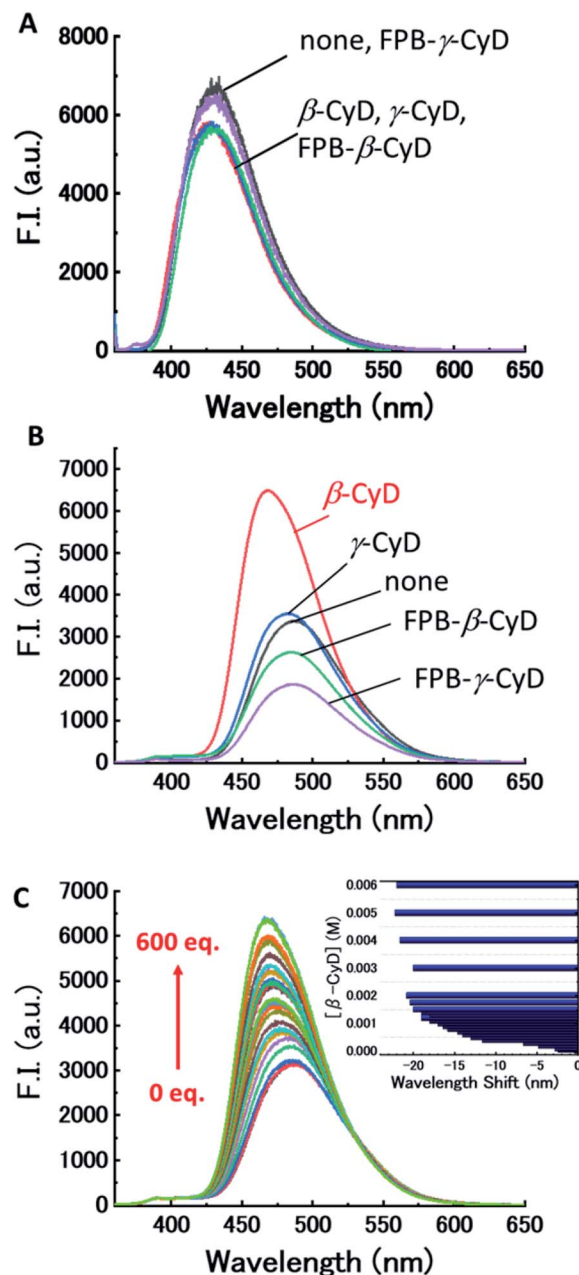 A
8000
none, FPB-γ-CyD
6000
β-CyD, γ-CyD,
FPB-β-CyD
4000
2000
0
F.I. (a.u.)
400 450 500 550 600 650
Wavelength (nm)
B
7000
6000
5000
4000
3000
2000
1000
0
F.I. (a.u.)
β-CyD
γ-CyD
none
FPB-β-CyD
FPB-γ-CyD
400 450 500 550 600 650
Wavelength (nm)
C
7000
6000
5000
4000
3000
2000
1000
0
F.I. (a.u.)
600 eq.
0 eq.
0.006
0.005
0.004
0.003
0.002
0.001
0.000
[β-CyD] (M)
-20 -15 -10 -5 0
Wavelength Shift (nm)
400 450 500 550 600 650
Wavelength (nm)